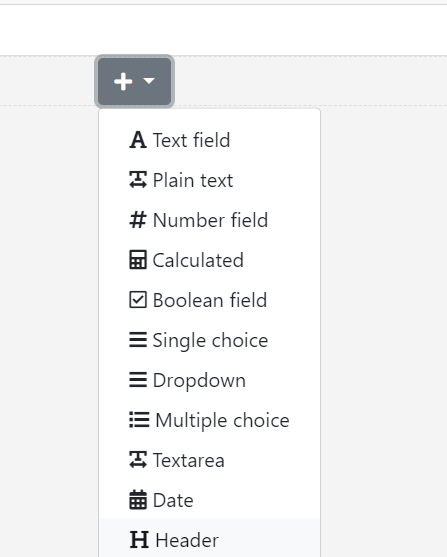 Text field
Plain text
Number field
Calculated
Boolean field
Single choice
Dropdown
Multiple choice
Textarea
Date
Header